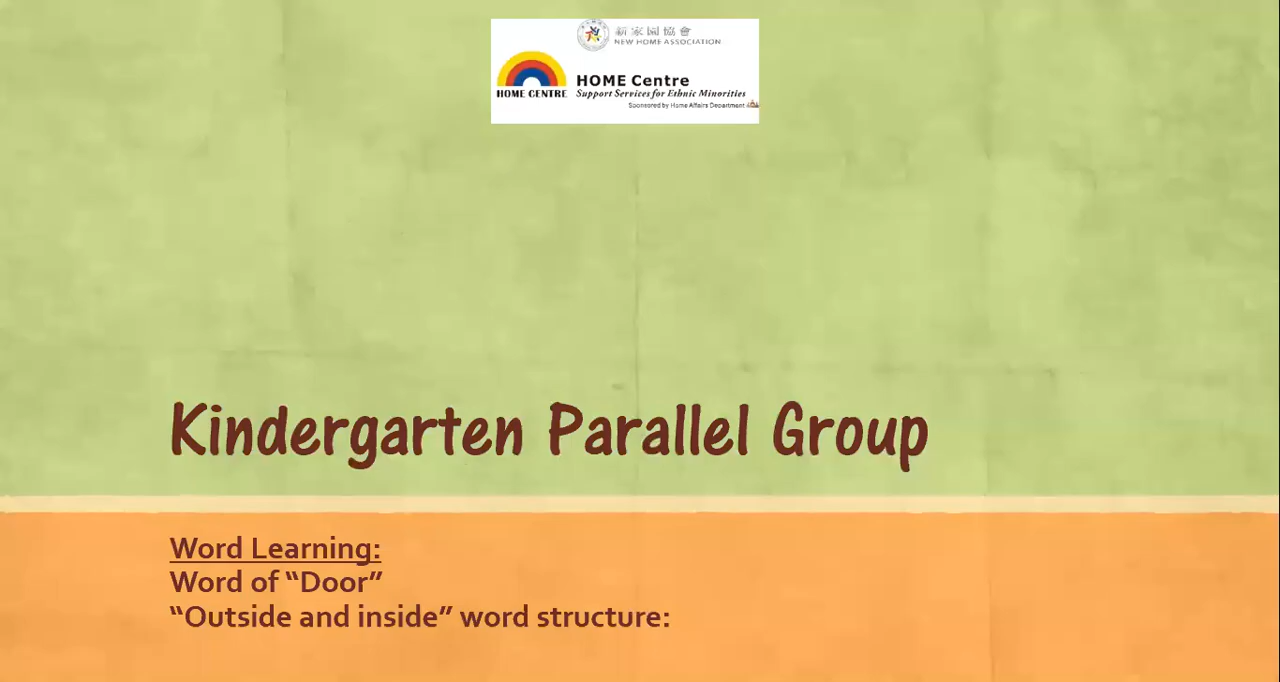 新家园協會
NEW HOME ASSOCIATION
HOME CENTRE
HOME Centre
Support Services for Ethnic Minorities
Sponsored by Home Affairs Department
Kindergarten Parallel Group
Word Learning:
Word of “Door”
“Outside and inside” word structure: